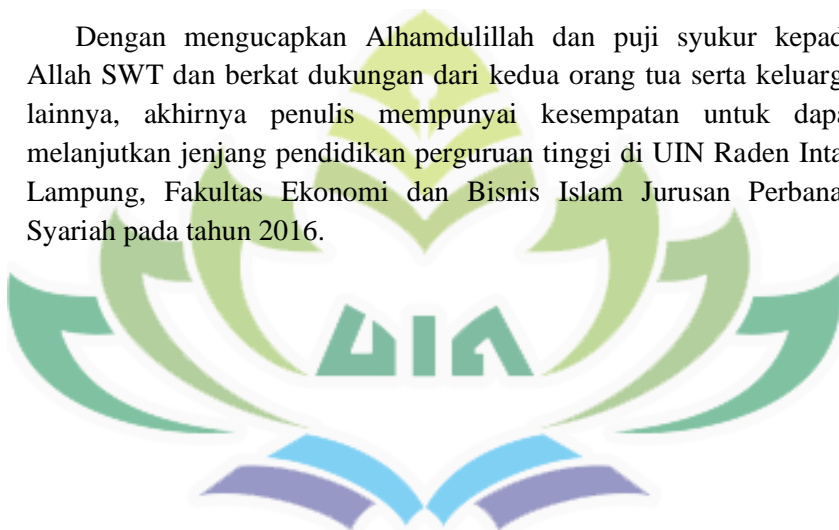 Dengan mengucapkan Alhamdulillah dan puji syukur kepad
Allah SWT dan berkat dukungan dari kedua orang tua serta keluarg
lainnya, akhirnya penulis mempunyai kesempatan untuk dapa
melanjutkan jenjang pendidikan perguruan tinggi di UIN Raden Inta
Lampung, Fakultas Ekonomi dan Bisnis Islam Jurusan Perbana
Syariah pada tahun 2016.
UIN